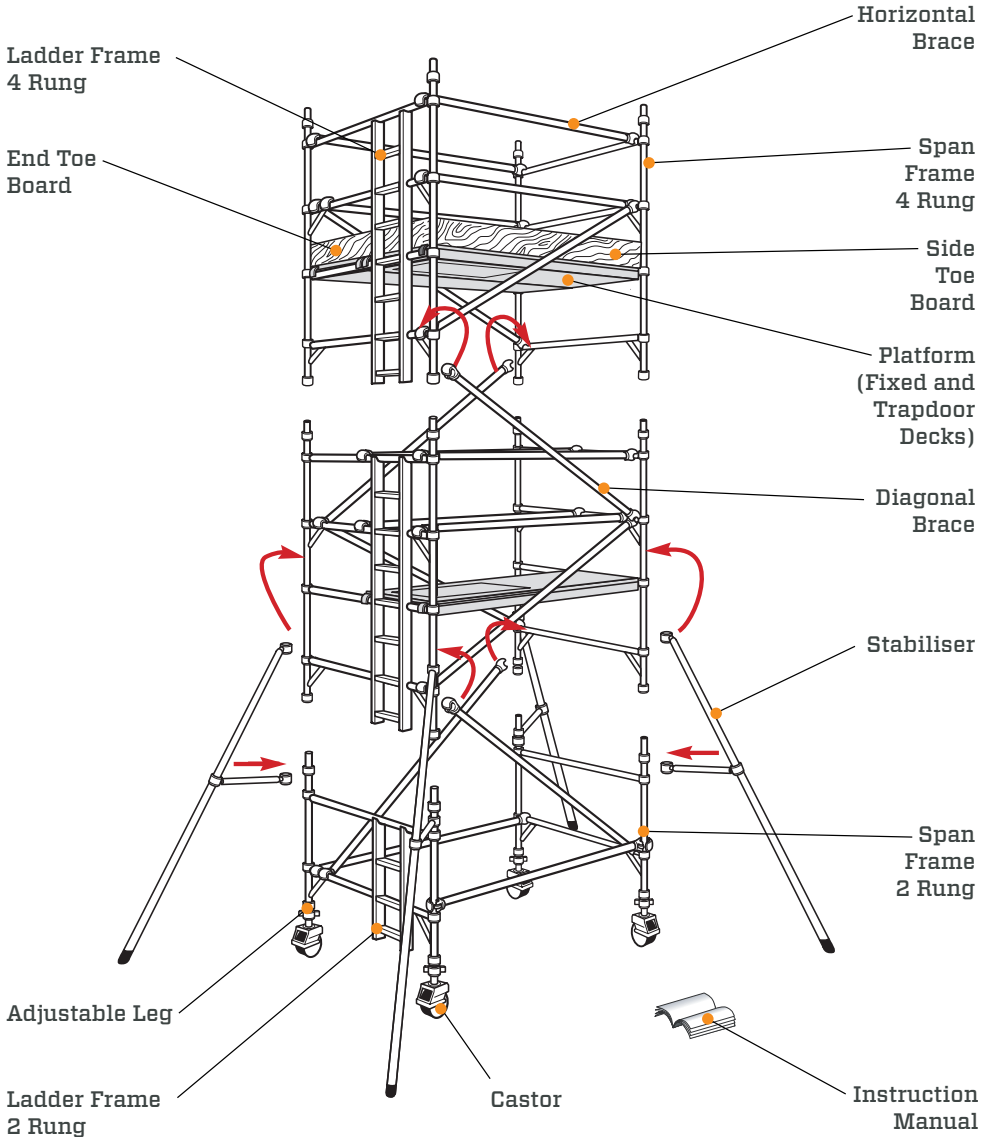 Horizontal
Brace
Ladder Frame
4 Rung
End Toe
Board
Span
Frame
4 Rung
Side
Toe
Board
Platform
(Fixed and
Trapdoor
Decks)
Diagonal
Brace
Stabiliser
Span
Frame
2 Rung
Adjustable Leg
Ladder Frame
2 Rung
Castor
Instruction
Manual